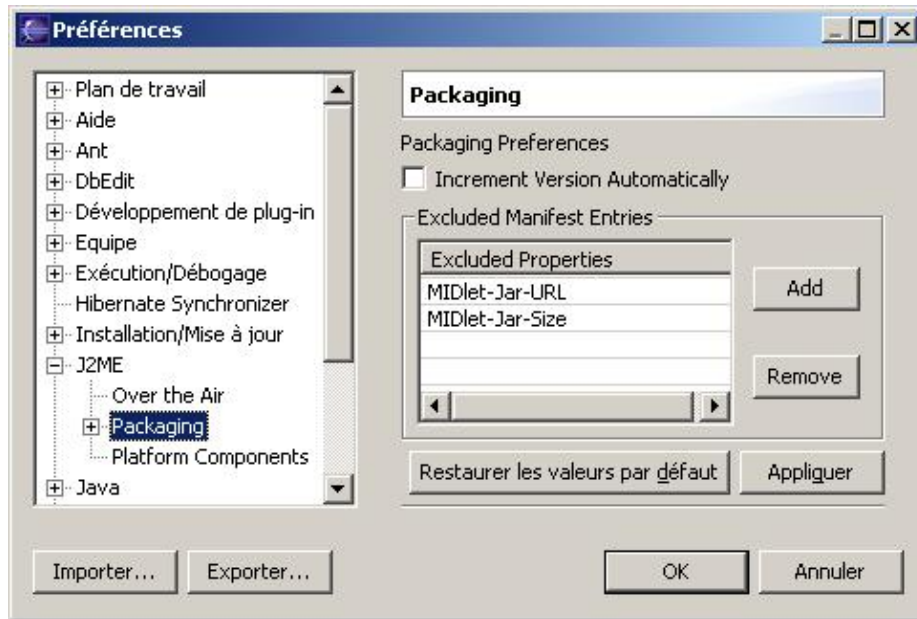 Préférences
Plan de travail
Aide
Ant
DbEdit
Développement de plug-in
Equipe
Exécution/Débogage
Hibernate Synchronizer
Installation/Mise à jour
J2ME
Over the Air
Packaging
Platform Components
Java
Packaging
Packaging Preferences
Increment Version Automatically
Excluded Manifest Entries
Excluded Properties
MIDlet-Jar-URL
MIDlet-Jar-Size
Add
Remove
Restaurer les valeurs par défaut
Appliquer
Importer...
Exporter...
OK
Annuler